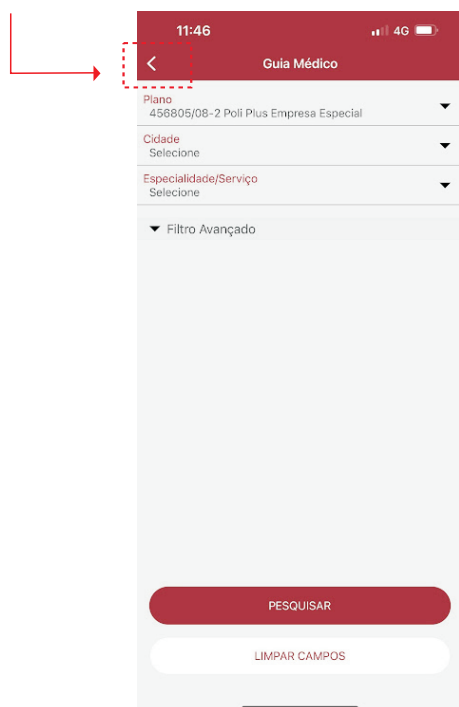 11:46 4G
Guia Médico
Plano
456805/08-2 Poli Plus Empresa Especial
Cidade
Selecione
Especialidade/Serviço
Selecione
Filtro Avançado
PESQUISAR
LIMPAR CAMPOS